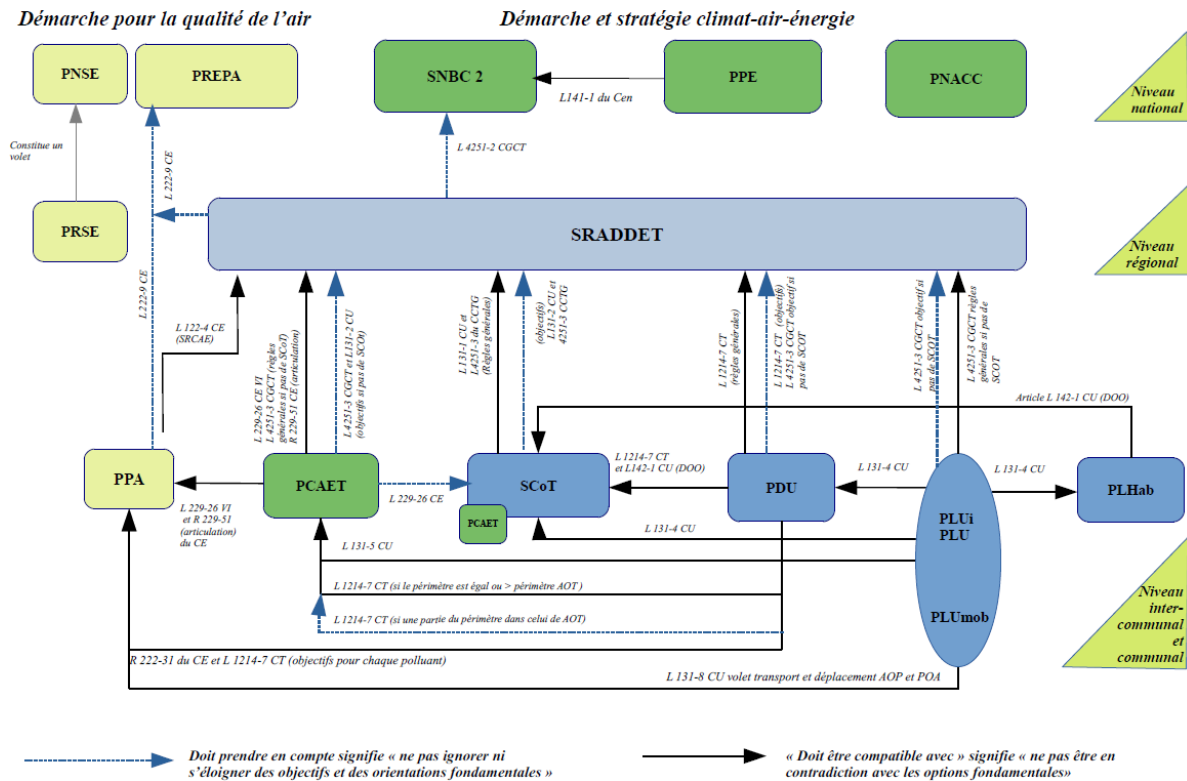 Démarche pour la qualité de l'air
Démarche et stratégie climat-air-énergie
PNSE
PREPA
SNBC 2
PPE
PNACC
Niveau
national
L141-1 du Cen
Constitue un
volet
L 222-9 CE
L 4251-2 CGCT
PRSE
SRADDET
Niveau
régional
L 222-9 CE
L 122-4 CE
(SRCAE)
L 229-26 CE VI
L 4251-3 CGCT (règles
générales si pas de SCoT)
R 229-51 CE (articulation)
L 4251-3 CGCT et L131-2 CU
(objectifs si pas de SCOt)
L 131-1 CU et
L4251-3 du CCTG
(Règles générales)
(objectifs)
L131-2 CU et
4251-3 CCTG
L 1214-7 CT
(règles générales)
L 1214-7 CT (objectifs)
L 4251-3 CGCT objectif si
pas de SCOT
L 4251-3 CGCT objectif si
pas de SCOT
L 4251-3 CGCT règles
générales si pas de
SCOT
Article L 142-1 CU (DOO)
PPA
PCAET
SCoT
PCAET
PDU
PLUi
PLU
PLUmob
PLHab
L 229-26 VI
et R 229-51
(articulation)
du CE
L 229-26 CE
L 1214-7 CT
et L142-1 CU (DOO)
L 131-4 CU
L 131-4 CU
L 131-4 CU
L 131-5 CU
L 1214-7 CT (si le périmètre est égal ou > périmètre AOT )
L 1214-7 CT (si une partie du périmètre dans celui de AOT)
R 222-31 du CE et L 1214-7 CT (objectifs pour chaque polluant)
L 131-8 CU volet transport et déplacement AOP et POA
Niveau
inter-
communal
et
communal
Doit prendre en compte signifie « ne pas ignorer ni
s'éloigner des objectifs et des orientations fondamentales »
« Doit être compatible avec » signifie « ne pas être en
contradiction avec les options fondamentales»